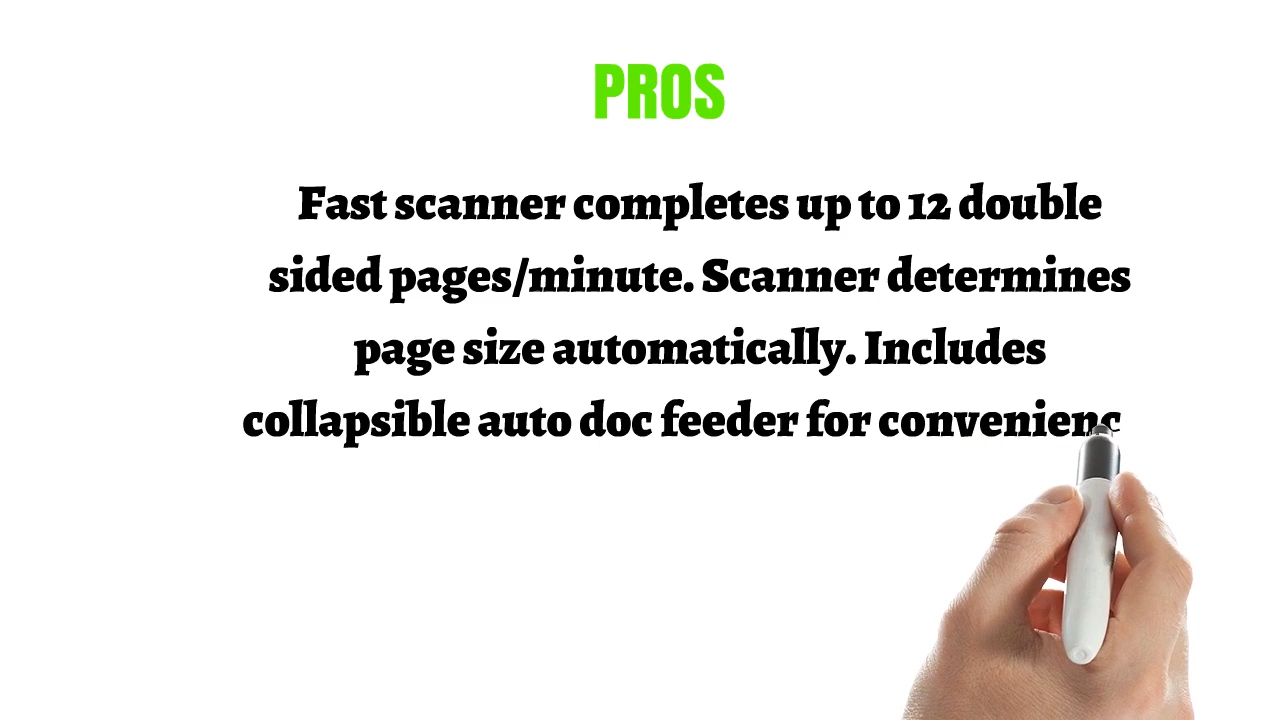 PROS
Fast scanner completes up to 12 double
sided pages/minute. Scanner determines
page size automatically. Includes
collapsible auto doc feeder for convenienc